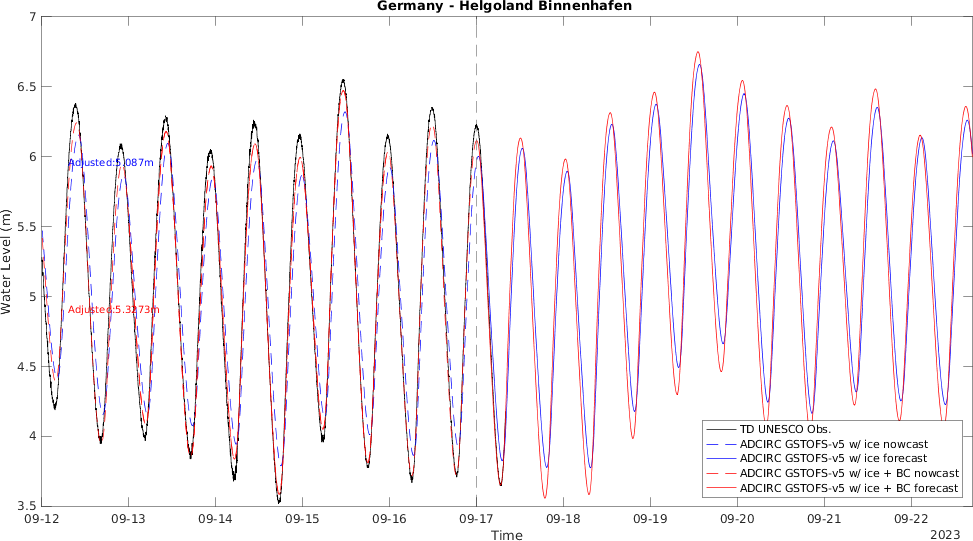 Germany - Helgoland Binnenhafen
7
6.5
6
5.5
5
4.5
4
3.5
Water Level (m)
Adjusted:5.087m
Adjusted:5.3273m
TD UNESCO Obs.
ADCIRC GSTOFS-v5 w/ ice nowcast
ADCIRC GSTOFS-v5 w/ ice forecast
ADCIRC GSTOFS-v5 w/ ice + BC nowcast
ADCIRC GSTOFS-v5 w/ ice + BC forecast
09-12 09-13 09-14 09-15 09-16 09-17 09-18 09-19 09-20 09-21 09-22
2023
Time